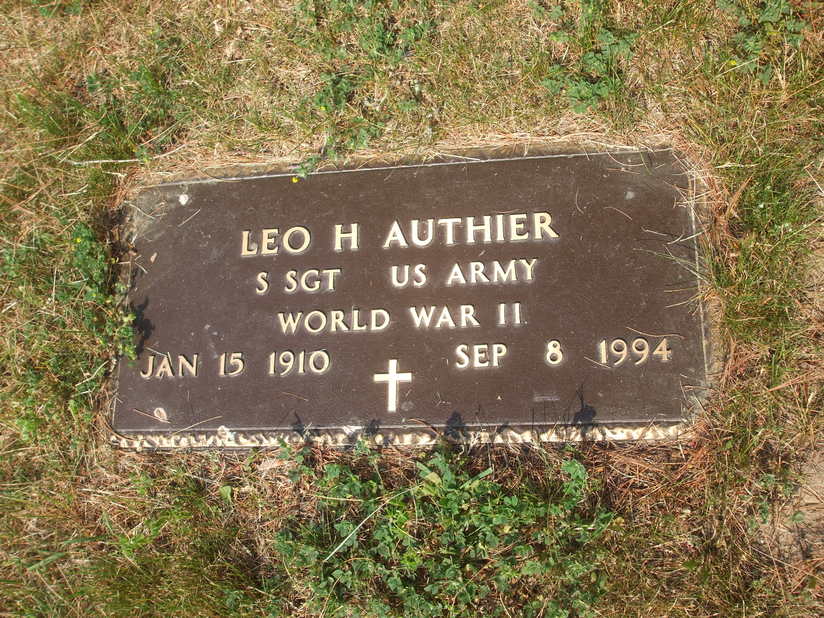 LEO H AUTHIER
S SGT US ARMY
WORLD WAR II
JAN 15 1910 SEP 8 1994